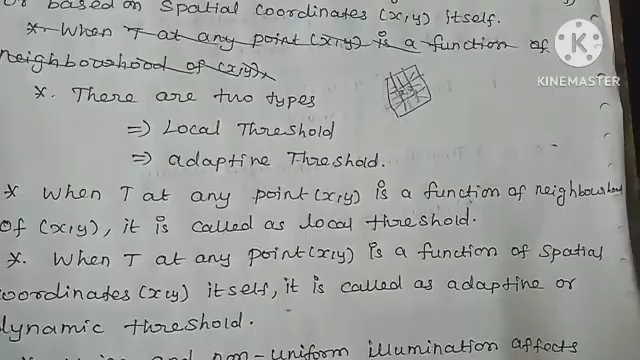 or based on Spatial coordinates (x,y) itself.
*. When T at any point (x,y) is a function of
neighbourhood of (x,y).
*. There are two types
=> Local Threshold
=> adaptive Threshold.
* When T at any point (x,y) is a function of neighbourhood
of (x,y), it is called as local threshold.
*. When T at any point (x,y) is a function of Spatial
coordinates (x,y) itself, it is called as adaptive or
dynamic threshold.
and non-uniform illumination affects
KINEMASTER